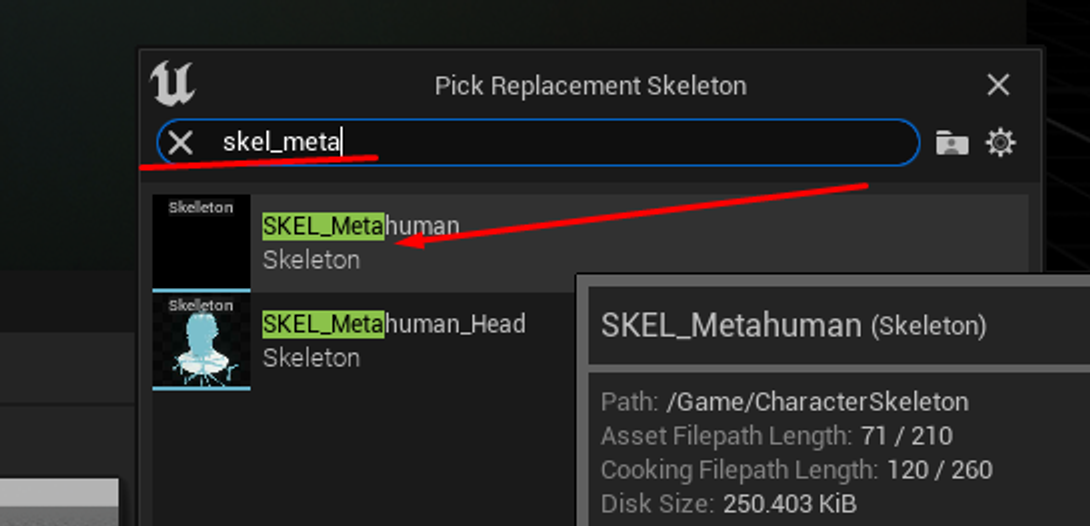 Pick Replacement Skeleton
skel_meta
Skeleton
SKEL_Metahuman
Skeleton
Skeleton
SKEL_Metahuman_Head
Skeleton
SKEL_Metahuman (Skeleton)
Path: /Game/CharacterSkeleton
Asset Filepath Length: 71 / 210
Cooking Filepath Length: 120 / 260
Disk Size: 250.403 KiB